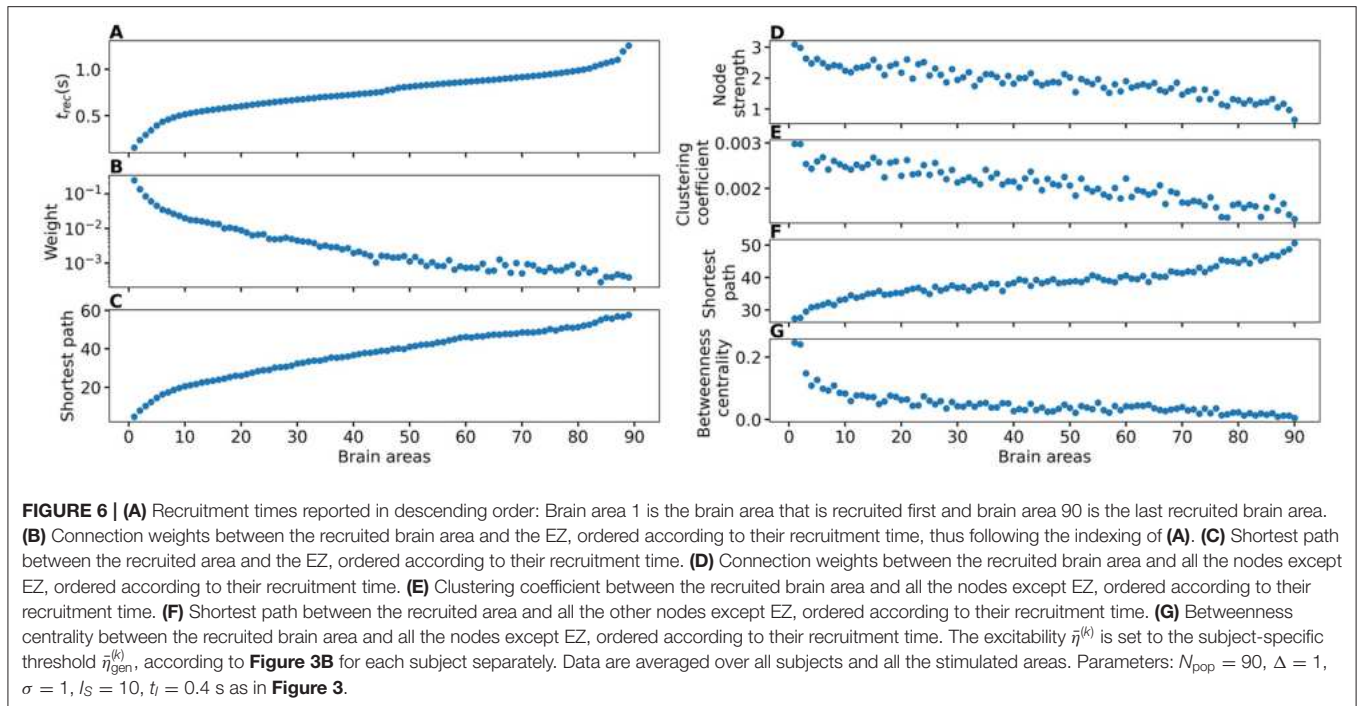 A
t_rec(s)
1.0
0.5
B
Weight
10⁻¹
10⁻²
10⁻³
C
Shortest path
60
40
20
0 10 20 30 40 50 60 70 80 90
Brain areas
D
Node
strength
3
2
1
E
Clustering
coefficient
0.003
0.002
F
Shortest
path
50
40
30
G
Betweenness
centrality
0.2
0.0
0 10 20 30 40 50 60 70 80 90
Brain areas
FIGURE 6 | (A) Recruitment times reported in descending order: Brain area 1 is the brain area that is recruited first and brain area 90 is the last recruited brain area.
(B) Connection weights between the recruited brain area and the EZ, ordered according to their recruitment time, thus following the indexing of (A). (C) Shortest path
between the recruited area and the EZ, ordered according to their recruitment time. (D) Connection weights between the recruited brain area and all the nodes except
EZ, ordered according to their recruitment time. (E) Clustering coefficient between the recruited brain area and all the nodes except EZ, ordered according to their
recruitment time. (F) Shortest path between the recruited area and all the other nodes except EZ, ordered according to their recruitment time. (G) Betweenness
centrality between the recruited brain area and all the nodes except EZ, ordered according to their recruitment time. The excitability η̄^(k) is set to the subject-specific
threshold η̄_gen^(k), according to Figure 3B for each subject separately. Data are averaged over all subjects and all the stimulated areas. Parameters: N_pop = 90, Δ = 1,
σ = 1, I_S = 10, t_I = 0.4 s as in Figure 3.